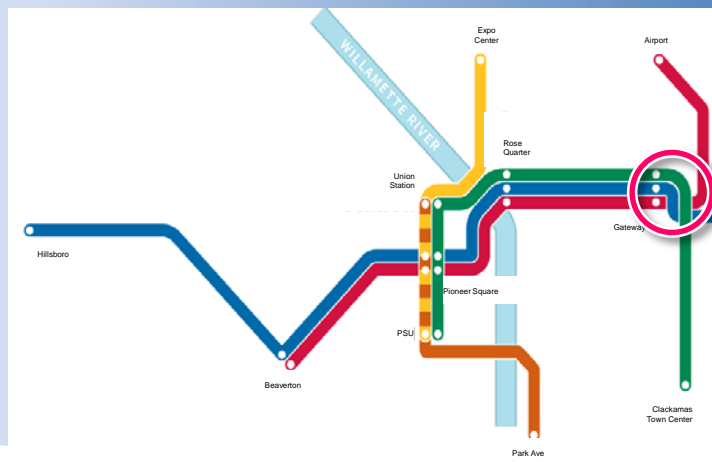 Expo
Center
Airport
WILLAMETTE RIVER
Rose
Quarter
Union
Station
Gateway
Hillsboro
Pioneer Square
PSU
Beaverton
Clackamas
Town Center
Park Ave